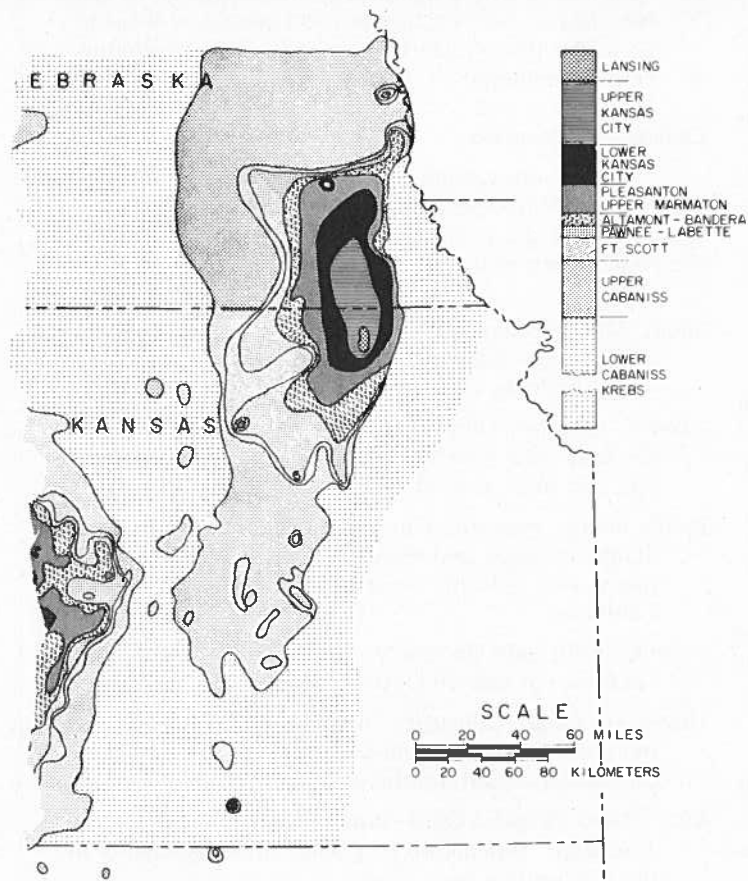 EBRASKA
KANSAS
LANSING
UPPER
KANSAS
CITY
LOWER
KANSAS
CITY
PLEASANTON
UPPER MARMATON
ALTAMONT - BANDERA
PAWNEE - LABETTE
FT SCOTT
UPPER
CABANISS
LOWER
CABANISS
KREBS
SCALE
0 20 40 60 MILES
0 20 40 60 80 KILOMETERS